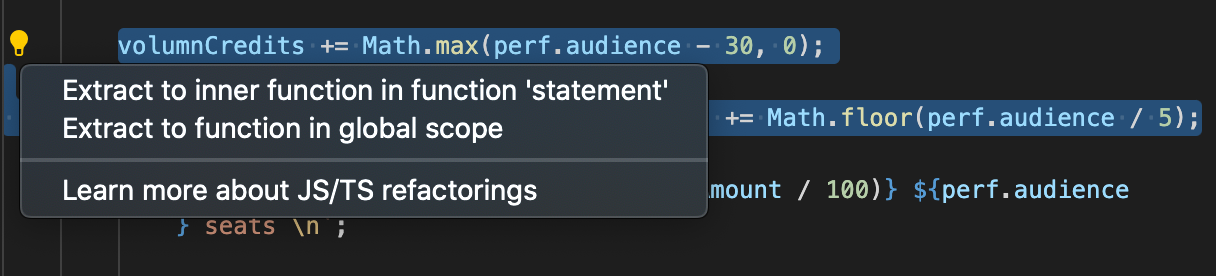 volumnCredits += Math.max(perf.audience - 30, 0);
Extract to inner function in function 'statement'
Extract to function in global scope
+= Math.floor(perf.audience / 5);
Learn more about JS/TS refactorings
mount / 100)} ${perf.audience
} seats \n`;